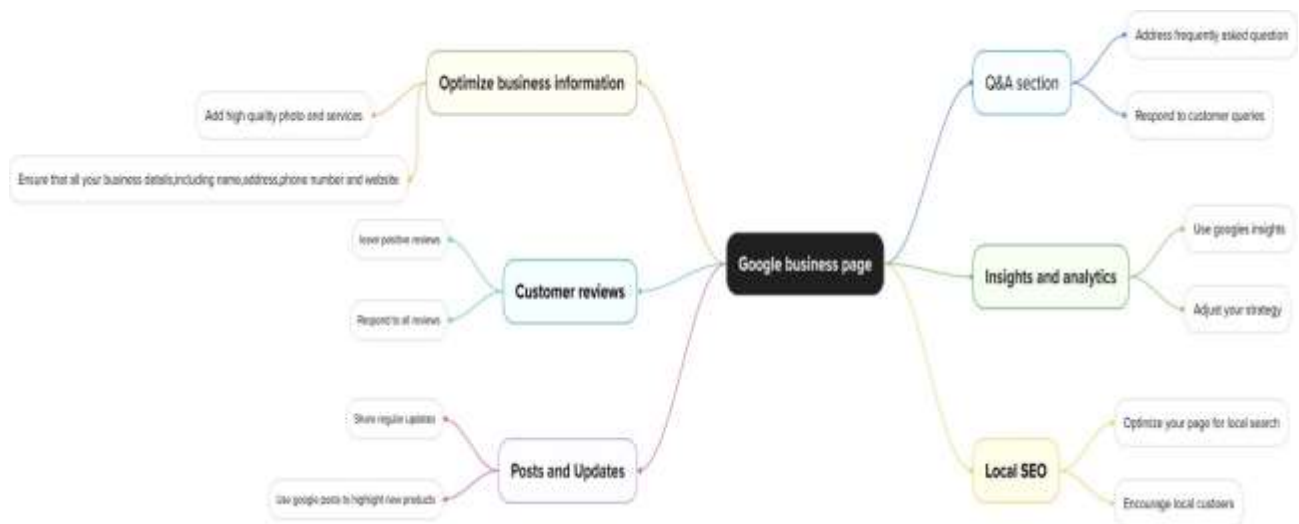 Optimize business information
Add high quality photo and services
Ensure that all your business details,including name,address,phone number and website
Customer reviews
leave positive reviews
Respond to all reviews
Posts and Updates
Share regular updates
Use google posts to highlight new products
Google business page
Q&A section
Address frequently asked question
Respond to customer queries
Insights and analytics
Use googles insights
Adjust your strategy
Local SEO
Optimize your page for local search
Encourage local custoers